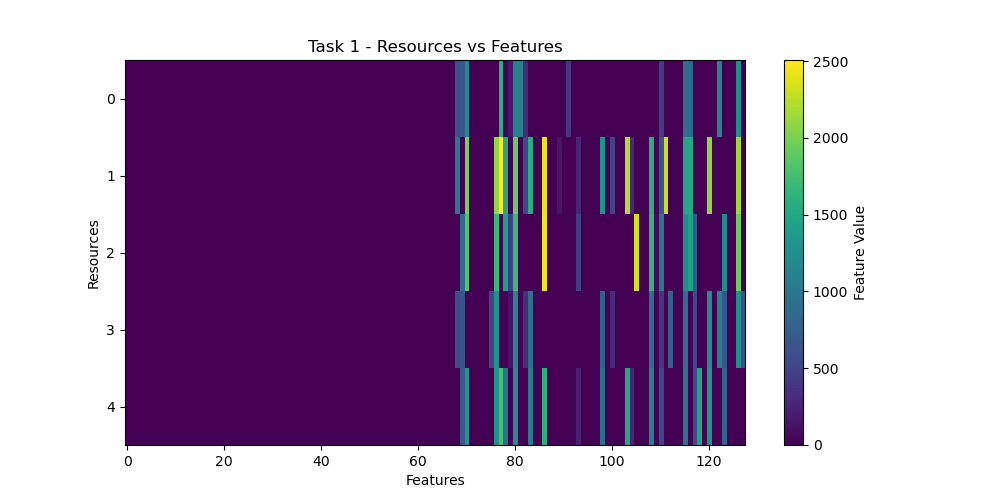 Task 1 - Resources vs Features
Resources
0
1
2
3
4
0 20 40 60 80 100 120
Features
2500
2000
1500
1000
500
0
Feature Value